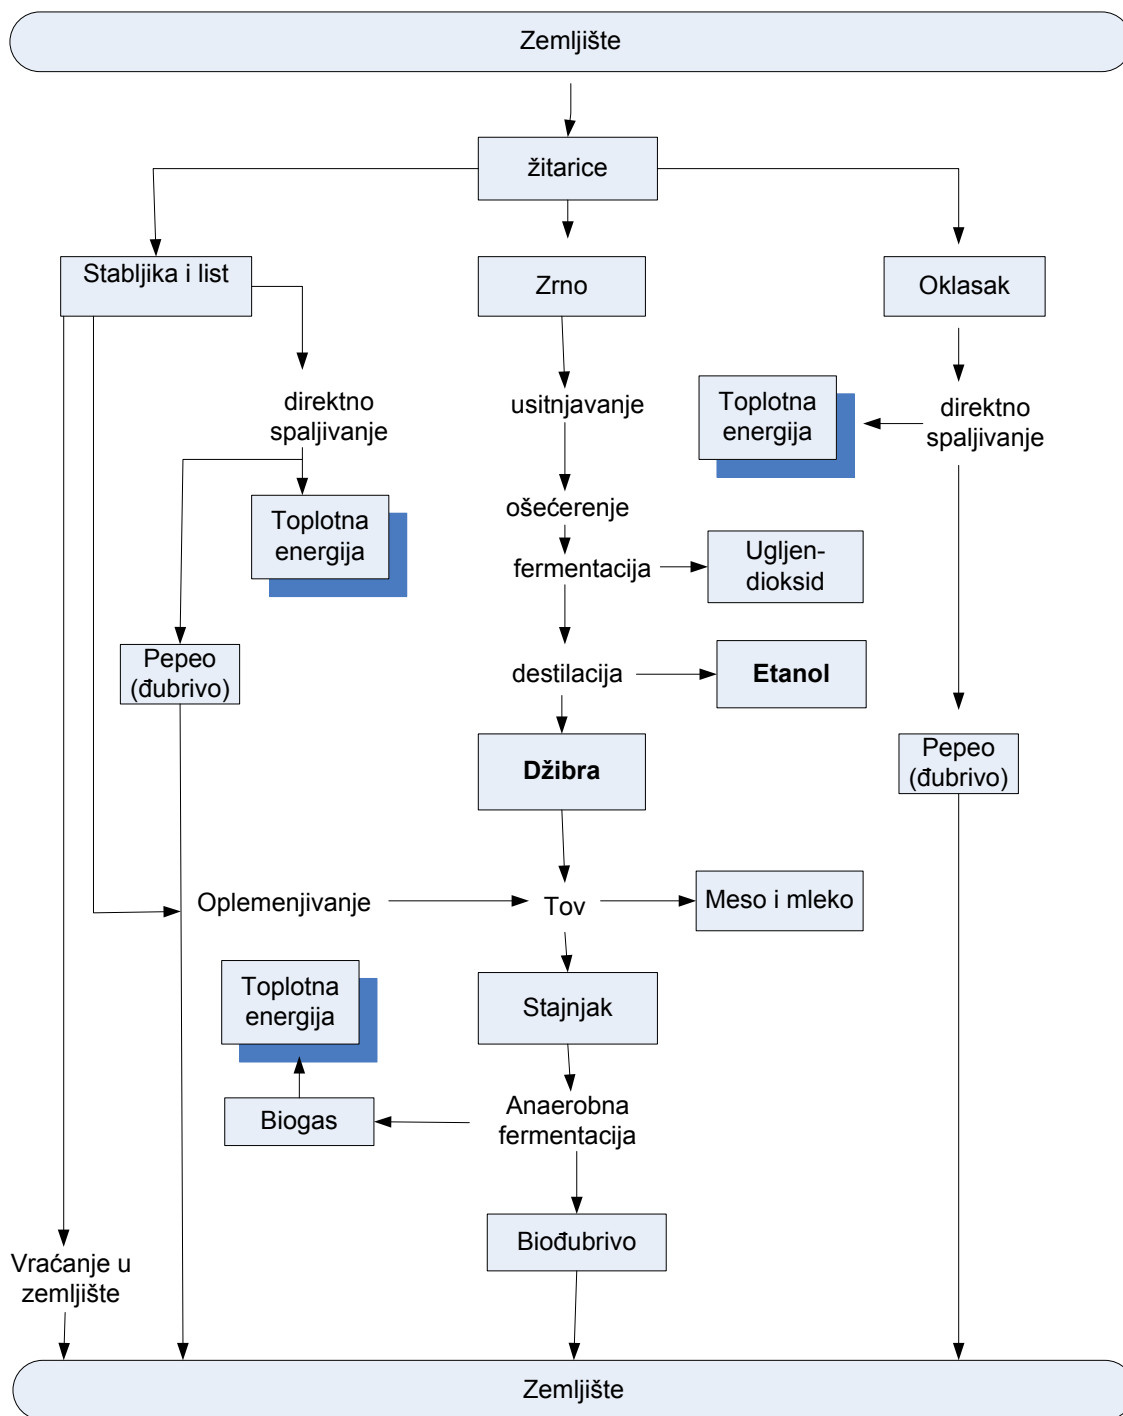 Zemljište
žitarice
Stabljika i list
Zrno
Oklasak
direktno
spaljivanje
usitnjavanje
Toplotna
energija
direktno
spaljivanje
Toplotna
energija
ošećerenje
fermentacija
Ugljen-
dioksid
Pepeo
(đubrivo)
destilacija
Etanol
Džibra
Pepeo
(đubrivo)
Oplemenjivanje
Tov
Meso i mleko
Toplotna
energija
Stajnjak
Biogas
Anaerobna
fermentacija
Biođubrivo
Vraćanje u
zemljište
Zemljište